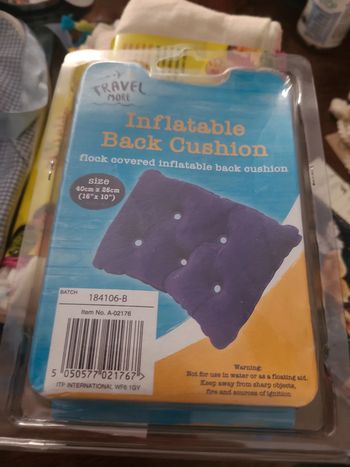 TRAVEL
MORE
Inflatable
Back Cushion
flock covered inflatable back cushion
size
40cm x 26cm
(16"x 10")
BATCH
184106-B
Item No. A-02176
5 050577 021767 >
ITP INTERNATIONAL WF6 1GY
Warning:
Not for use in water or as a floating aid.
Keep away from sharp objects,
fire and sources of ignition